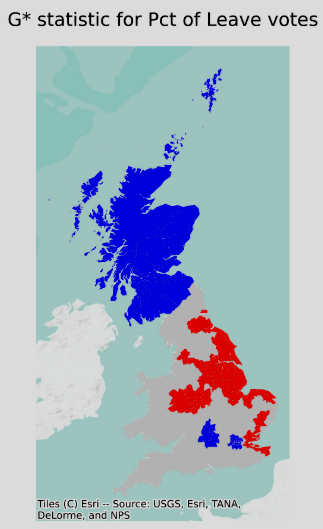 G* statistic for Pct of Leave votes
Tiles (C) Esri -- Source: USGS, Esri, TANA,
DeLorme, and NPS